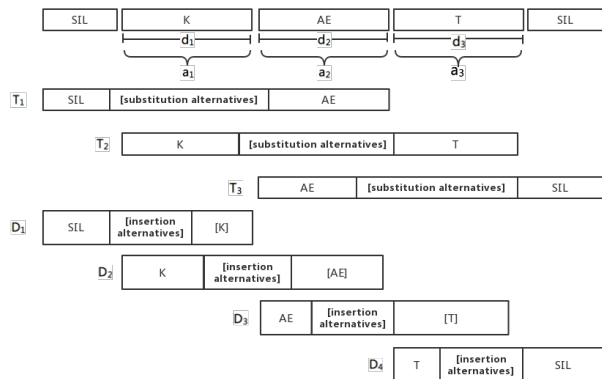 SIL K AE T SIL
d₁ d₂ d₃
a₁ a₂ a₃
T₁ SIL [substitution alternatives] AE
T₂ K [substitution alternatives] T
T₃ AE [substitution alternatives] SIL
D₁ SIL [insertion alternatives] [K]
D₂ K [insertion alternatives] [AE]
D₃ AE [insertion alternatives] [T]
D₄ T [insertion alternatives] SIL